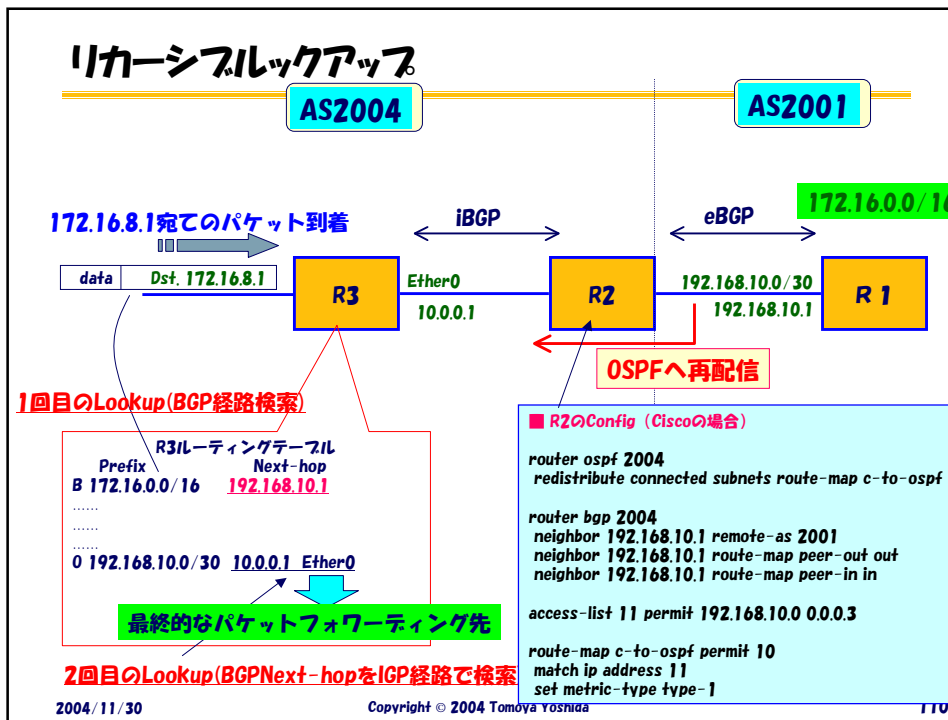 リカーシブルックアップ
AS2004
AS2001
172.16.8.1宛てのパケット到着
iBGP
eBGP
172.16.0.0/16
data
Dst. 172.16.8.1
R3
Ether0
10.0.0.1
R2
192.168.10.0/30
192.168.10.1
R 1
OSPFへ再配信
1回目のLookup(BGP経路検索)
R3ルーティングテーブル
Prefix Next-hop
B 172.16.0.0/16 192.168.10.1
......
......
......
O 192.168.10.0/30 10.0.0.1 Ether0
最終的なパケットフォワーディング先
2回目のLookup(BGPNext-hopをIGP経路で検索
■ R2のConfig（Ciscoの場合）
router ospf 2004
redistribute connected subnets route-map c-to-ospf
router bgp 2004
neighbor 192.168.10.1 remote-as 2001
neighbor 192.168.10.1 route-map peer-out out
neighbor 192.168.10.1 route-map peer-in in
access-list 11 permit 192.168.10.0 0.0.0.3
route-map c-to-ospf permit 10
match ip address 11
set metric-type type-1
2004/11/30
Copyright © 2004 Tomoya Yoshida
110